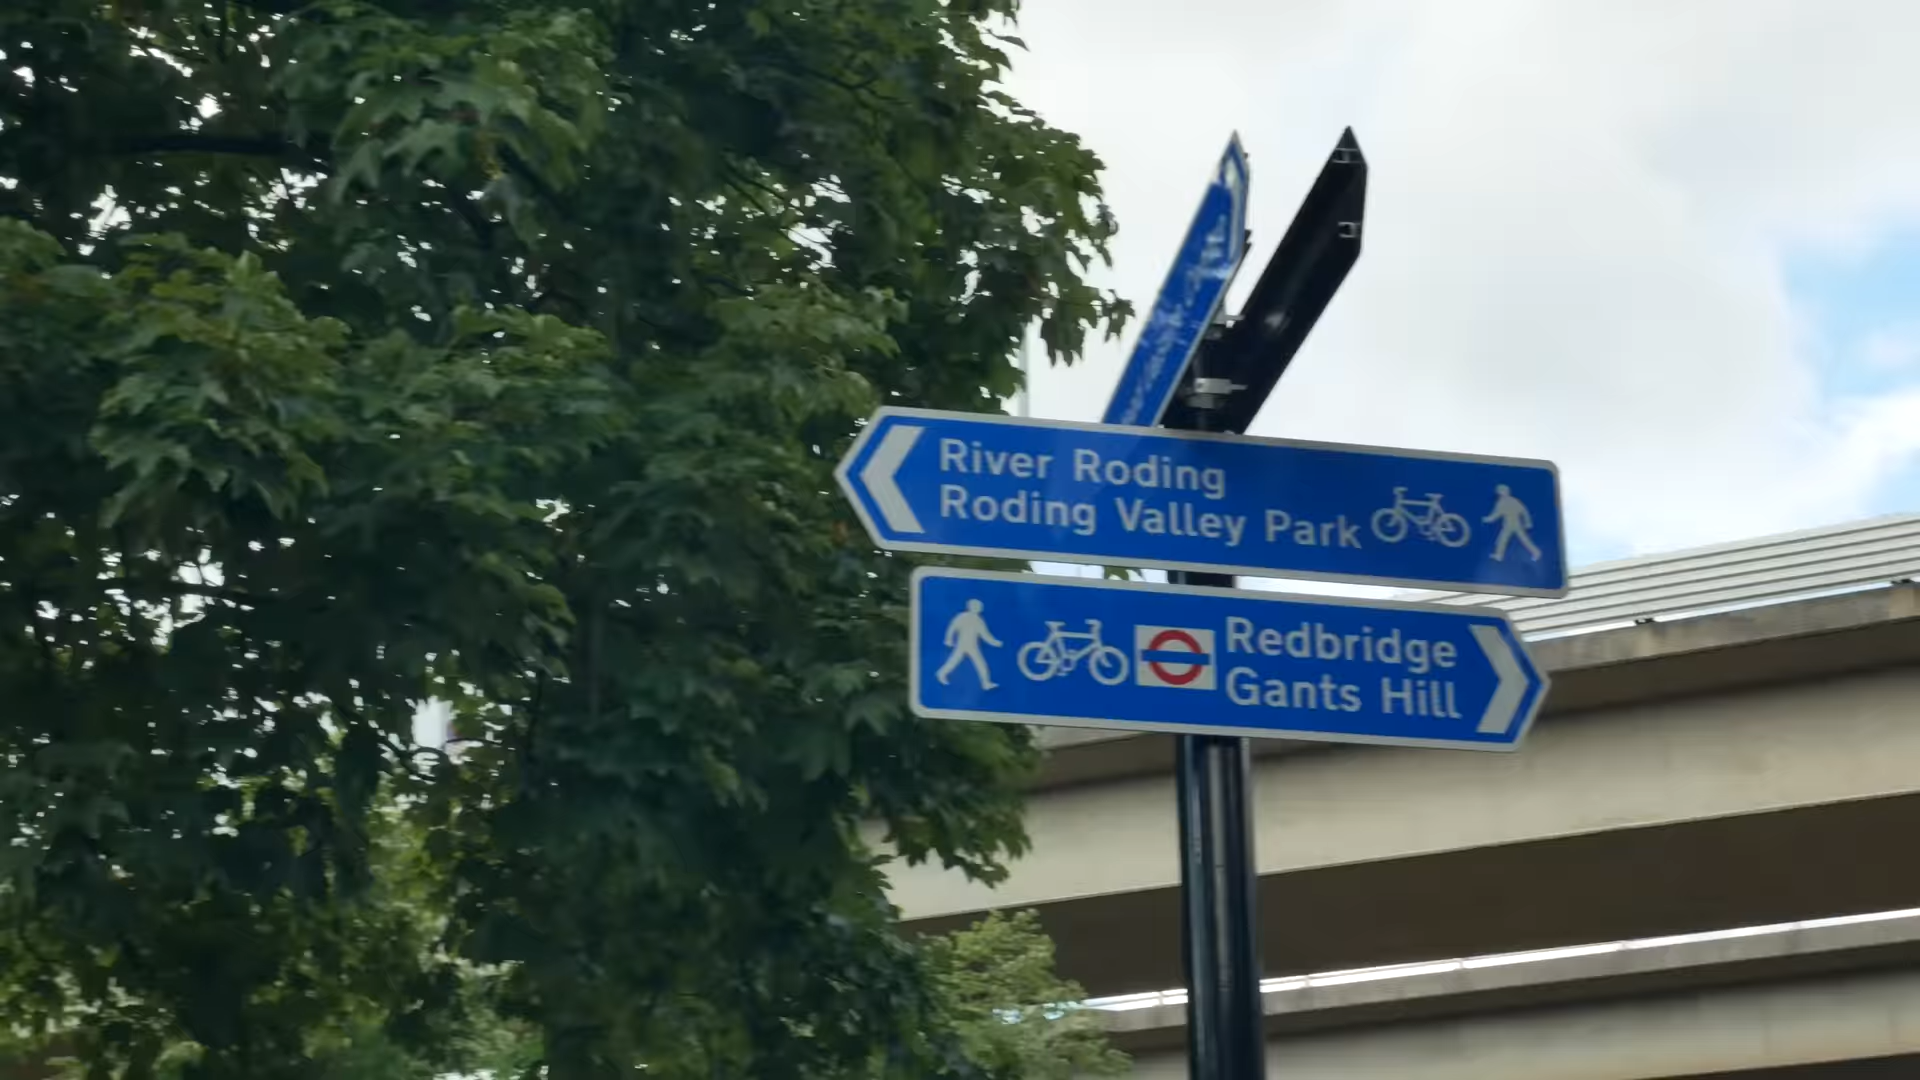 River Roding
Roding Valley Park
Redbridge
Gants Hill